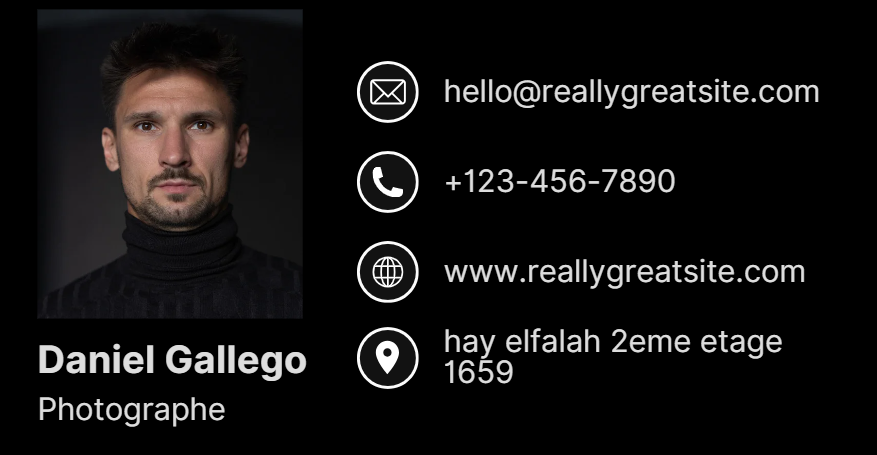 Daniel Gallego
Photographe
hello@reallygreatsite.com
+123-456-7890
www.reallygreatsite.com
hay elfalah 2eme etage
1659